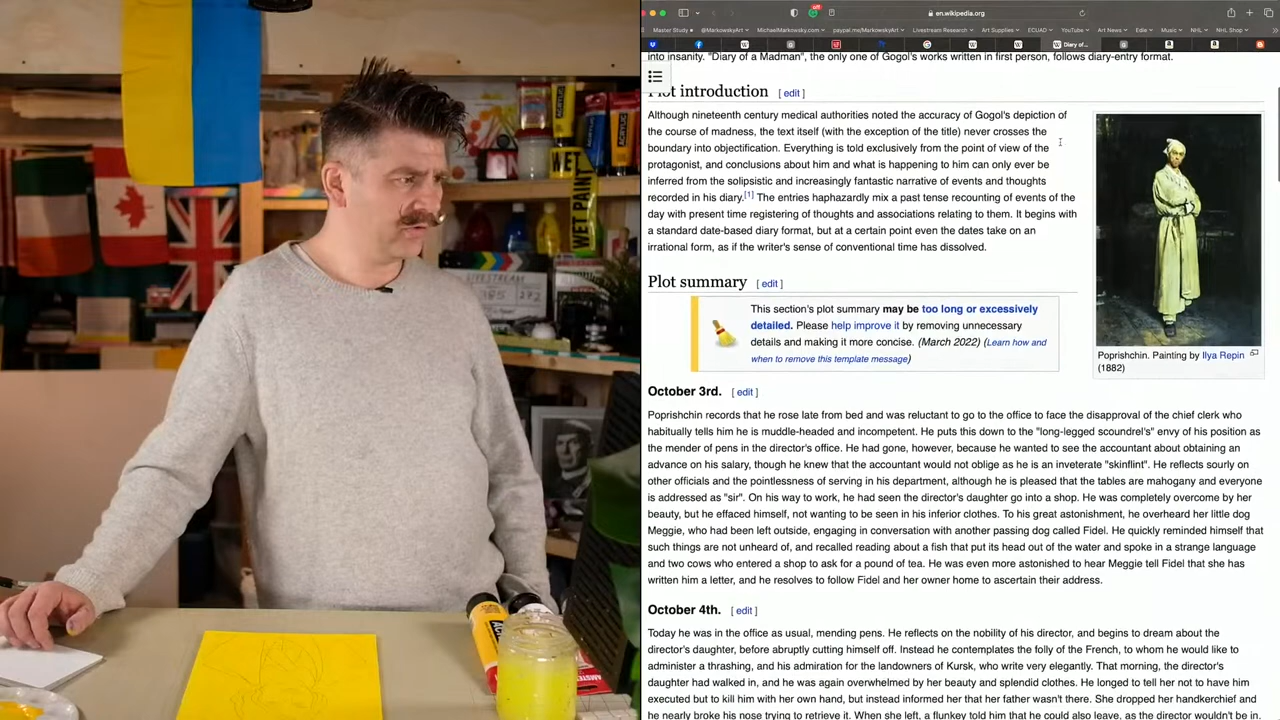 en.wikipedia.org
Master Study
@MarkowskyArt
MichaelMarkowsky.com
paypal.me/MarkowskyArt
Livestream Research
Art Supplies
ECUAD
YouTube
Art News
Edie
Music
NHL
NHL Shop
Diary of...
into insanity. "Diary of a Madman", the only one of Gogol's works written in first person, follows diary-entry format.
Plot introduction [ edit ]
Although nineteenth century medical authorities noted the accuracy of Gogol's depiction of
the course of madness, the text itself (with the exception of the title) never crosses the
boundary into objectification. Everything is told exclusively from the point of view of the
protagonist, and conclusions about him and what is happening to him can only ever be
inferred from the solipsistic and increasingly fantastic narrative of events and thoughts
recorded in his diary.[1] The entries haphazardly mix a past tense recounting of events of the
day with present time registering of thoughts and associations relating to them. It begins with
a standard date-based diary format, but at a certain point even the dates take on an
irrational form, as if the writer's sense of conventional time has dissolved.
Poprishchin. Painting by Ilya Repin
(1882)
Plot summary [ edit ]
This section's plot summary may be too long or excessively
detailed. Please help improve it by removing unnecessary
details and making it more concise. (March 2022) (Learn how and
when to remove this template message)
October 3rd. [ edit ]
Poprishchin records that he rose late from bed and was reluctant to go to the office to face the disapproval of the chief clerk who
habitually tells him he is muddle-headed and incompetent. He puts this down to the "long-legged scoundrel's" envy of his position as
the mender of pens in the director's office. He had gone, however, because he wanted to see the accountant about obtaining an
advance on his salary, though he knew that the accountant would not oblige as he is an inveterate "skinflint". He reflects sourly on
other officials and the pointlessness of serving in his department, although he is pleased that the tables are mahogany and everyone
is addressed as "sir". On his way to work, he had seen the director's daughter go into a shop. He was completely overcome by her
beauty, but he effaced himself, not wanting to be seen in his inferior clothes. To his great astonishment, he overheard her little dog
Meggie, who had been left outside, engaging in conversation with another passing dog called Fidel. He quickly reminded himself that
such things are not unheard of, and recalled reading about a fish that put its head out of the water and spoke in a strange language
and two cows who entered a shop to ask for a pound of tea. He was even more astonished to hear Meggie tell Fidel that she has
written him a letter, and he resolves to follow Fidel and her owner home to ascertain their address.
October 4th. [ edit ]
Today he was in the office as usual, mending pens. He reflects on the nobility of his director, and begins to dream about the
director's daughter, before abruptly cutting himself off. Instead he contemplates the folly of the French, to whom he would like to
administer a thrashing, and his admiration for the landowners of Kursk, who write very elegantly. That morning, the director's
daughter had walked in, and he was again overwhelmed by her beauty and splendid clothes. He longed to tell her not to have him
executed but to kill him with her own hand, but instead informed her that her father wasn't there. She dropped her handkerchief and
he nearly broke his nose trying to retrieve it. When she left, a flunkey told him that he could also leave, as the director wouldn't be in.
WET PAINT
WET